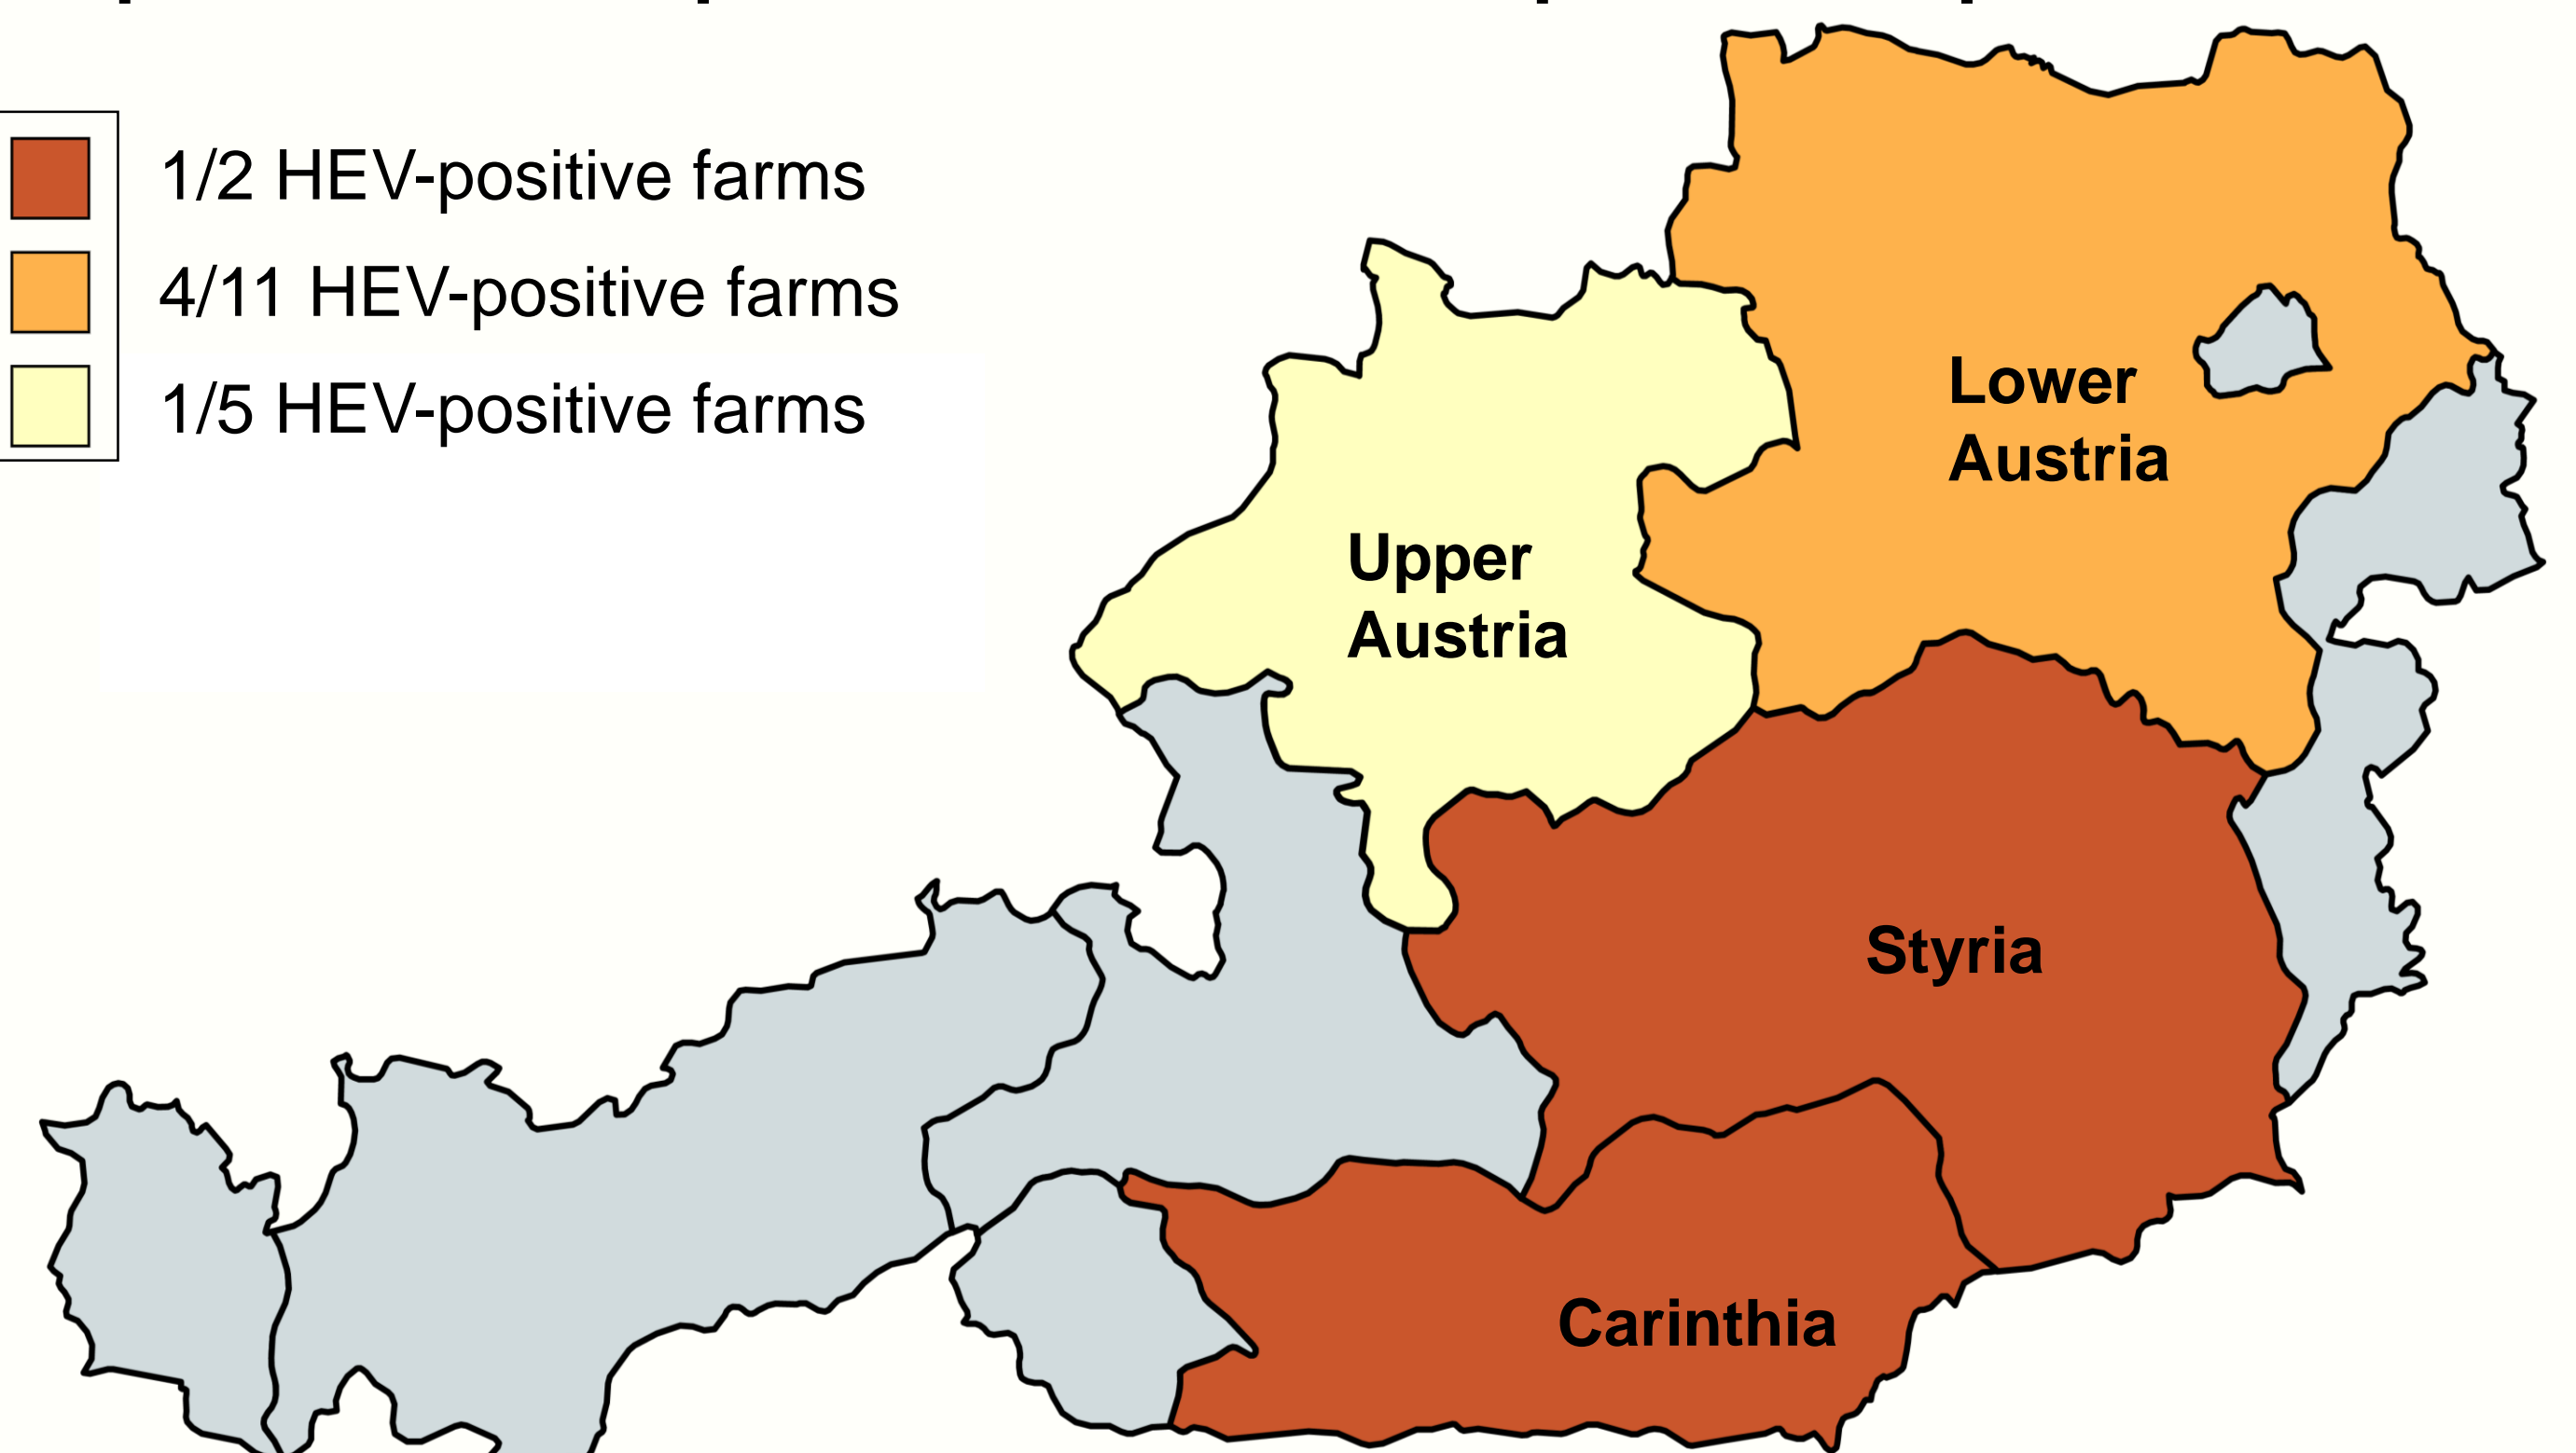 1/2 HEV-positive farms
4/11 HEV-positive farms
1/5 HEV-positive farms
Lower
Austria
Upper
Austria
Styria
Carinthia